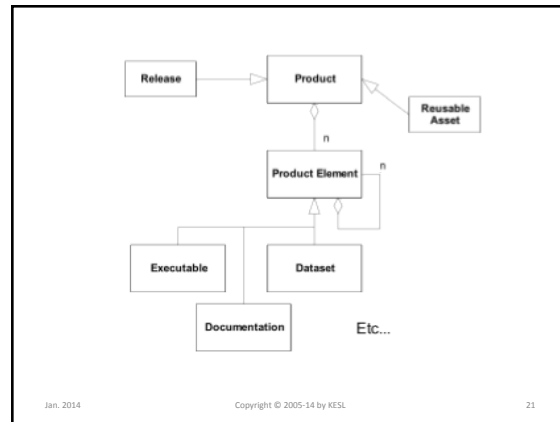 Release
Product
Reusable
Asset
n
Product Element
n
Executable
Dataset
Documentation
Etc...
Jan. 2014
Copyright © 2005-14 by KESL
21